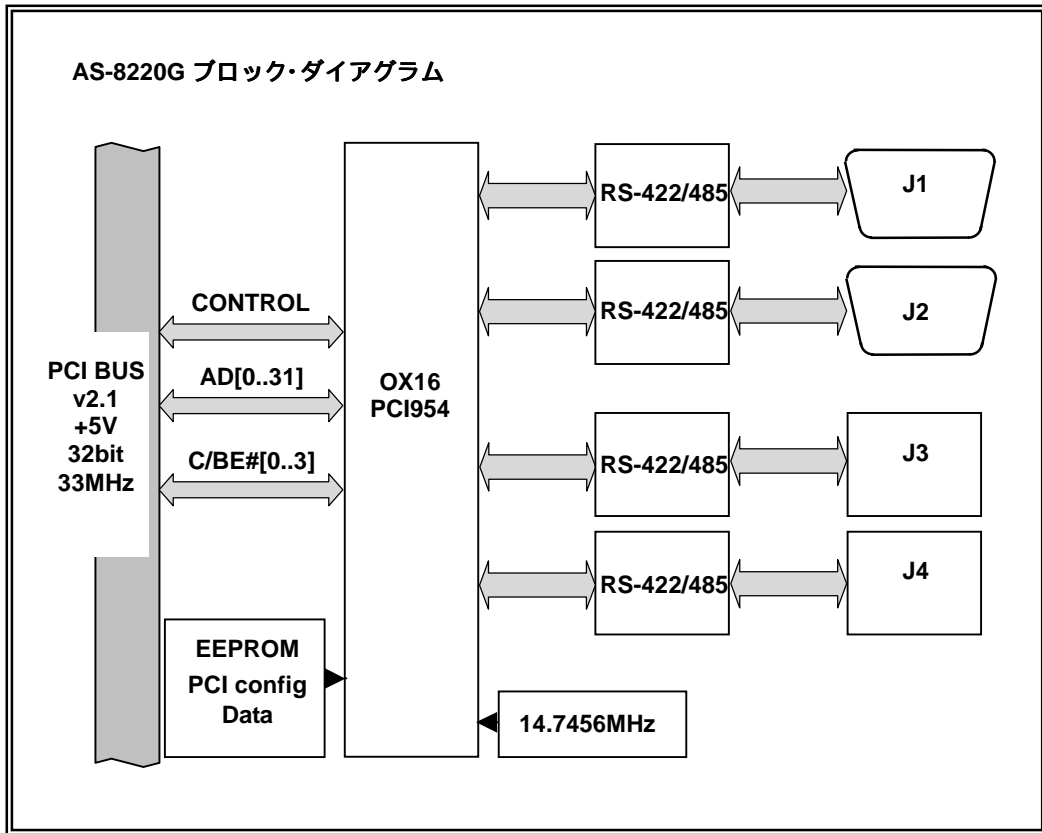 AS-8220G ブロック・ダイアグラム
PCI BUS
v2.1
+5V
32bit
33MHz
CONTROL
AD[0..31]
C/BE#[0..3]
EEPROM
PCI config
Data
OX16
PCI954
14.7456MHz
RS-422/485
J1
RS-422/485
J2
RS-422/485
J3
RS-422/485
J4